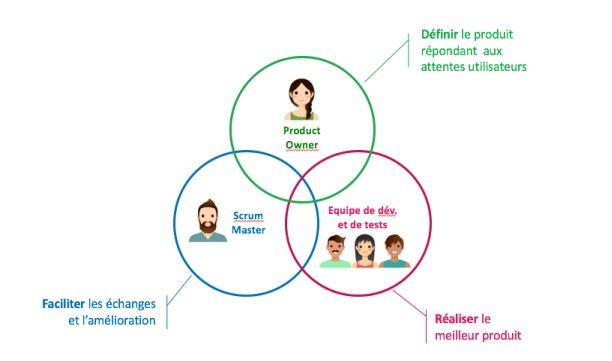 Définir le produit
répondant aux
attentes utilisateurs
Product
Owner
Scrum
Master
Equipe de dév.
et de tests
Faciliter les échanges
et l'amélioration
Réaliser le
meilleur produit